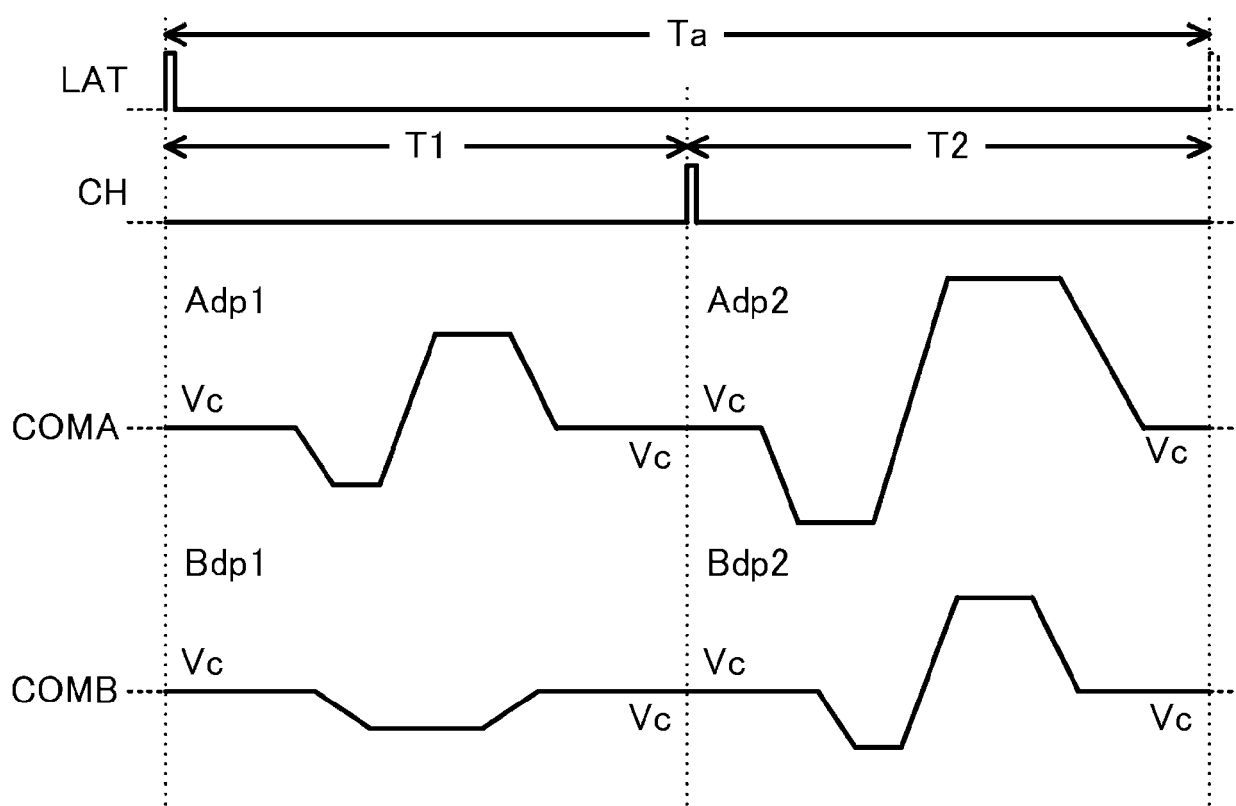 Ta
LAT
T1 T2
CH
Adp1 Adp2
Vc Vc
COMA
Vc Vc
Bdp1 Bdp2
Vc Vc
COMB
Vc Vc